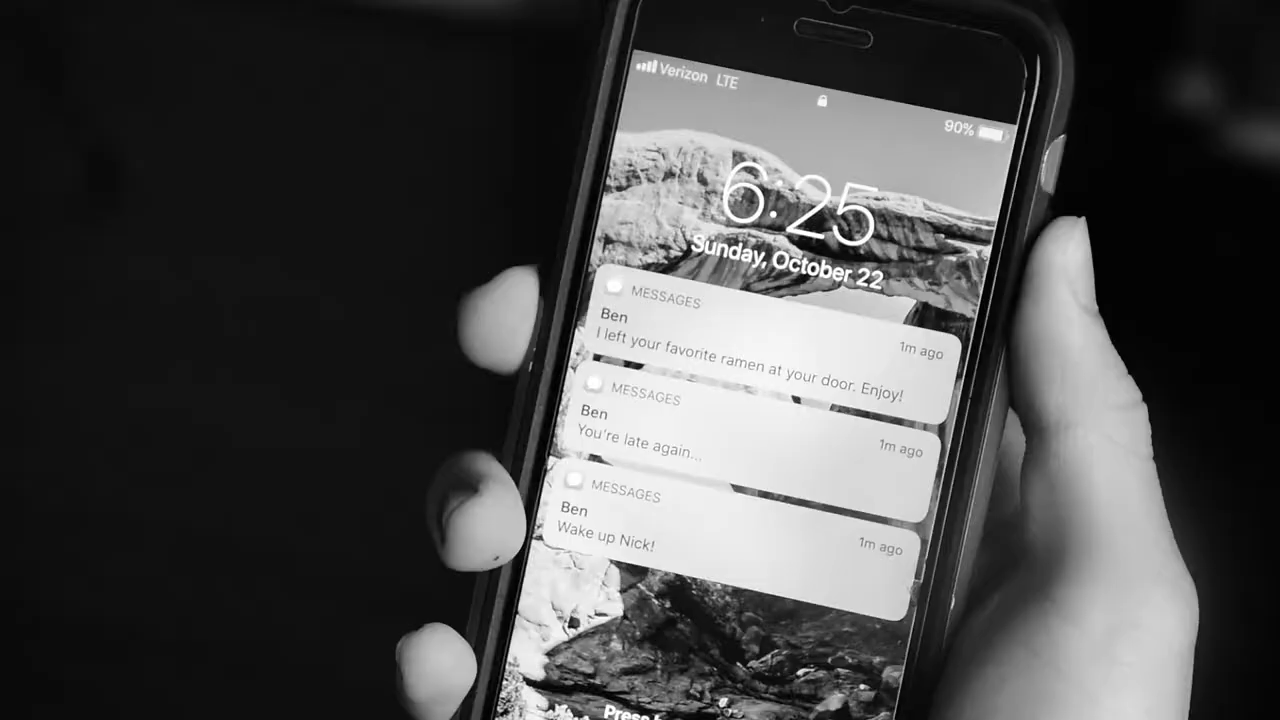 Verizon LTE
90%
6:25
Sunday, October 22
MESSAGES
1m ago
Ben
I left your favorite ramen at your door. Enjoy!
MESSAGES
1m ago
Ben
You're late again...
MESSAGES
1m ago
Ben
Wake up Nick!
Press